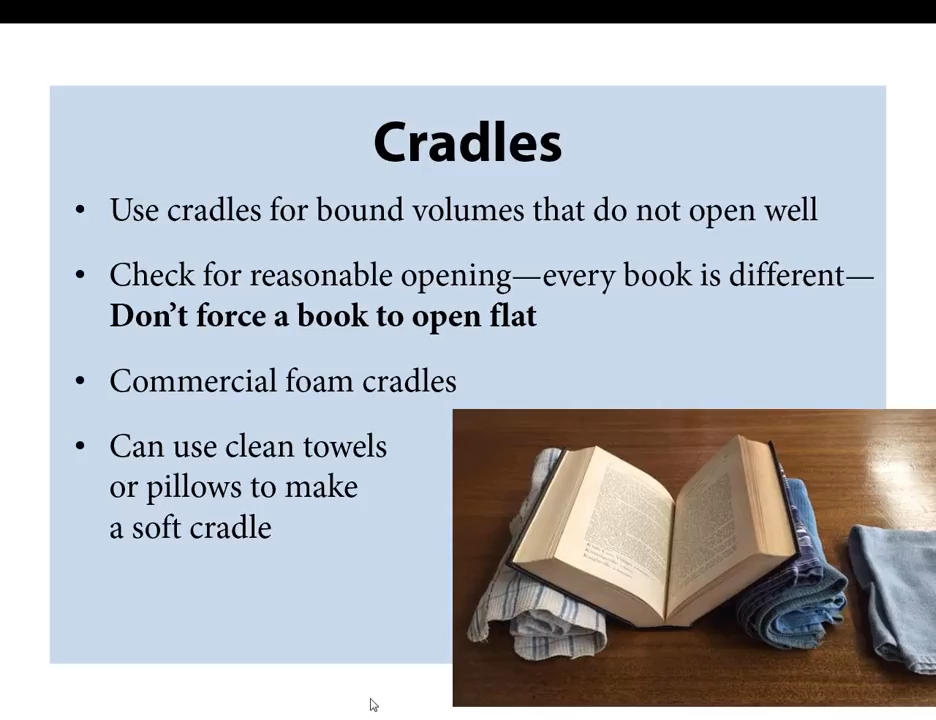 Cradles
• Use cradles for bound volumes that do not open well
• Check for reasonable opening—every book is different—
Don’t force a book to open flat
• Commercial foam cradles
• Can use clean towels
or pillows to make
a soft cradle